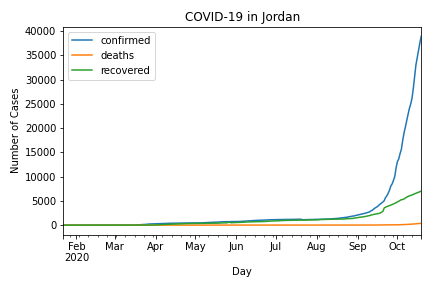 COVID-19 in Jordan
confirmed
deaths
recovered
Number of Cases
40000
35000
30000
25000
20000
15000
10000
5000
0
Feb Mar Apr May Jun Jul Aug Sep Oct
2020
Day